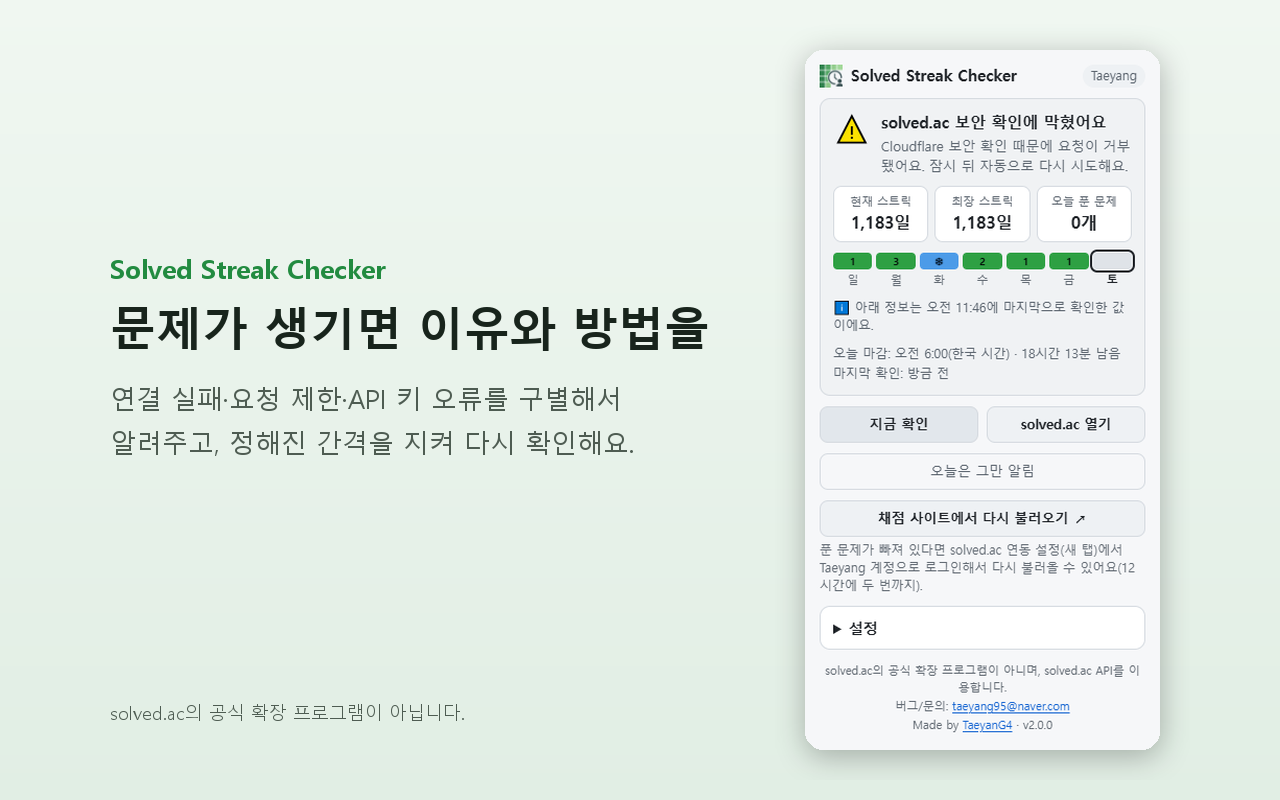 Solved Streak Checker
문제가 생기면 이유와 방법을
연결 실패·요청 제한·API 키 오류를 구별해서
알려주고, 정해진 간격을 지켜 다시 확인해요.
solved.ac의 공식 확장 프로그램이 아닙니다.
Solved Streak Checker
Taeyang
solved.ac 보안 확인에 막혔어요
Cloudflare 보안 확인 때문에 요청이 거부
됐어요. 잠시 뒤 자동으로 다시 시도해요.
현재 스트릭 최장 스트릭 오늘 푼 문제
1,183일 1,183일 0개
1 3 ❄ 2 1 1
일 월 화 수 목 금 토
ℹ 아래 정보는 오전 11:46에 마지막으로 확인한 값
이에요.
오늘 마감: 오전 6:00(한국 시간) · 18시간 13분 남음
마지막 확인: 방금 전
지금 확인 solved.ac 열기
오늘은 그만 알림
채점 사이트에서 다시 불러오기 ↗
푼 문제가 빠져 있다면 solved.ac 연동 설정(새 탭)에서
Taeyang 계정으로 로그인해서 다시 불러올 수 있어요(12
시간에 두 번까지).
▶ 설정
solved.ac의 공식 확장 프로그램이 아니며, solved.ac API를 이
용합니다.
버그/문의: taeyang95@naver.com
Made by TaeyanG4 · v2.0.0